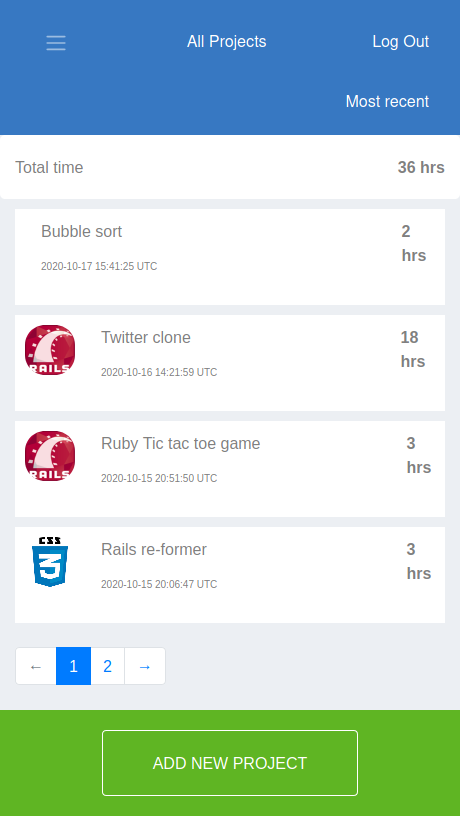 All Projects Log Out
Most recent
Total time 36 hrs
Bubble sort 2 hrs
2020-10-17 15:41:25 UTC
RAILS
Twitter clone 18 hrs
2020-10-16 14:21:59 UTC
RAILS
Ruby Tic tac toe game 3 hrs
2020-10-15 20:51:50 UTC
CSS
3
Rails re-former 3 hrs
2020-10-15 20:06:47 UTC
← 1 2 →
ADD NEW PROJECT